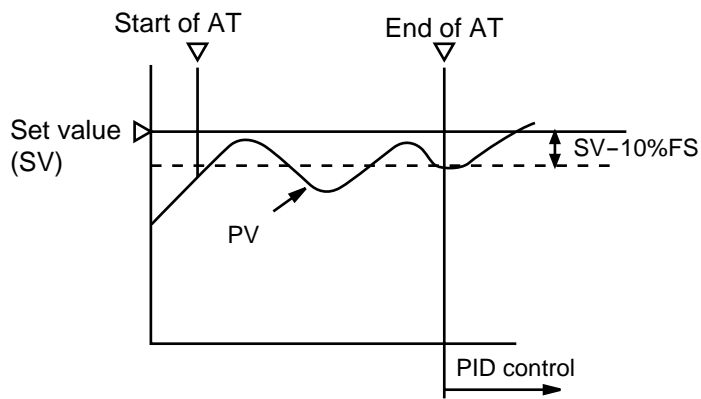 Start of AT
End of AT
Set value
(SV)
SV−10%FS
PV
PID control